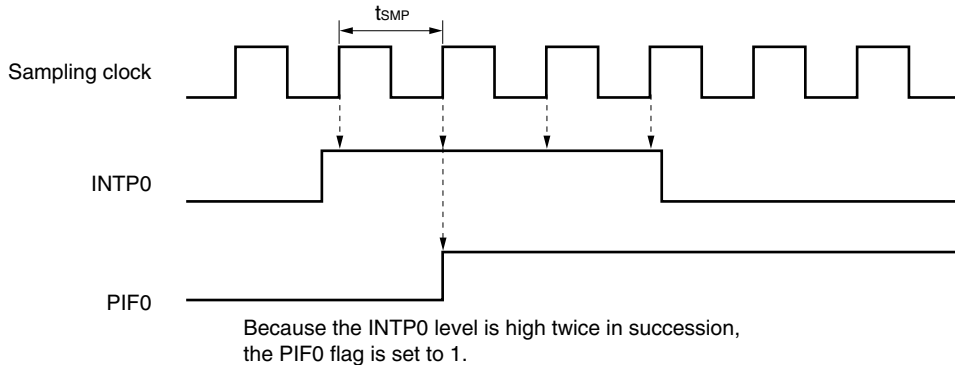 tSMP
Sampling clock
INTP0
PIF0
Because the INTP0 level is high twice in succession,
the PIF0 flag is set to 1.